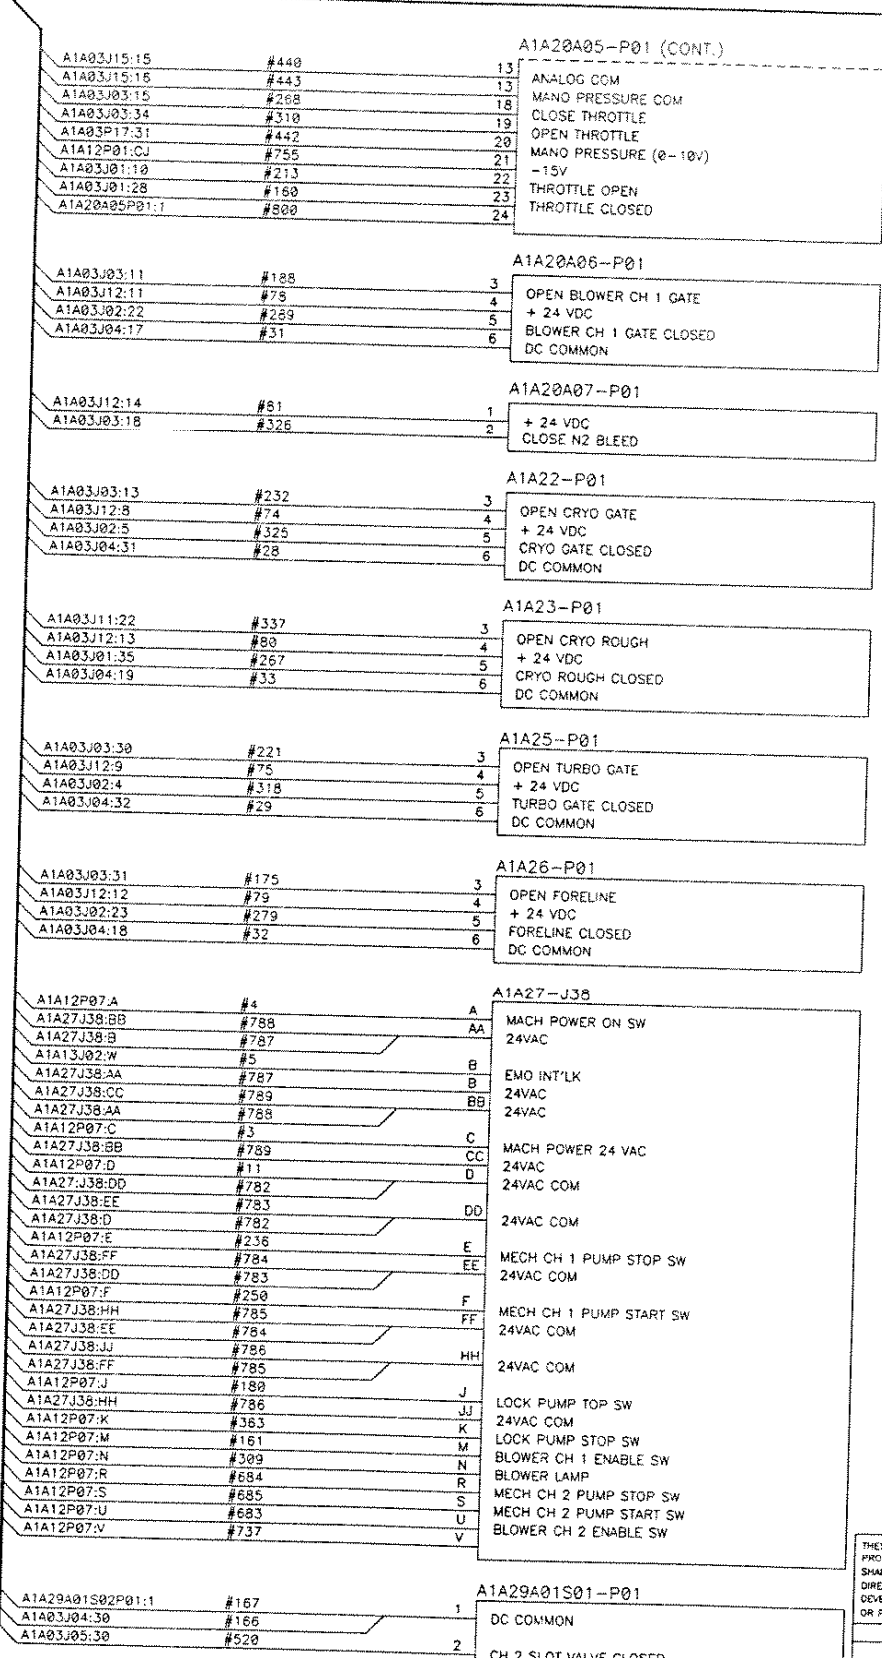 A1A20A05-P01 (CONT.)
A1A03J15:15 #440 13 ANALOG COM
A1A03J15:16 #443 13 MANO PRESSURE COM
A1A03J03:15 #268 18 CLOSE THROTTLE
A1A03J03:34 #310 19 OPEN THROTTLE
A1A03P17:31 #442 20 MANO PRESSURE (0-10V)
A1A12P01:CJ #755 21 -15V
A1A03J01:10 #213 22 THROTTLE OPEN
A1A03J01:28 #160 23 THROTTLE CLOSED
A1A20A05P01:1 #800 24
A1A20A06-P01
A1A03J03:11 #188 3 OPEN BLOWER CH 1 GATE
A1A03J12:11 #78 4 + 24 VDC
A1A03J02:22 #289 5 BLOWER CH 1 GATE CLOSED
A1A03J04:17 #31 6 DC COMMON
A1A20A07-P01
A1A03J12:14 #81 1 + 24 VDC
A1A03J03:18 #326 2 CLOSE N2 BLEED
A1A22-P01
A1A03J03:13 #232 3 OPEN CRYO GATE
A1A03J12:8 #74 4 + 24 VDC
A1A03J02:5 #325 5 CRYO GATE CLOSED
A1A03J04:31 #28 6 DC COMMON
A1A23-P01
A1A03J11:22 #337 3 OPEN CRYO ROUGH
A1A03J12:13 #80 4 + 24 VDC
A1A03J01:35 #267 5 CRYO ROUGH CLOSED
A1A03J04:19 #33 6 DC COMMON
A1A25-P01
A1A03J03:30 #221 3 OPEN TURBO GATE
A1A03J12:9 #75 4 + 24 VDC
A1A03J02:4 #318 5 TURBO GATE CLOSED
A1A03J04:32 #29 6 DC COMMON
A1A26-P01
A1A03J03:31 #175 3 OPEN FORELINE
A1A03J12:12 #79 4 + 24 VDC
A1A03J02:23 #279 5 FORELINE CLOSED
A1A03J04:18 #32 6 DC COMMON
A1A27-J38
A1A12P07:A #4 A MACH POWER ON SW
A1A27J38:BB #788 AA 24VAC
A1A27J38:B #787
A1A13J02:W #5 B EMO INT'LK
A1A27J38:AA #787 B 24VAC
A1A27J38:CC #789 BB 24VAC
A1A27J38:AA #788
A1A12P07:C #3 C MACH POWER 24 VAC
A1A27J38:BB #789 CC 24VAC
A1A12P07:D #11 D 24VAC COM
A1A27:J38:DD #782
A1A27J38:EE #783 DD 24VAC COM
A1A27J38:D #782
A1A12P07:E #236 E MECH CH 1 PUMP STOP SW
A1A27J38:FF #784 EE 24VAC COM
A1A27J38:DD #783
A1A12P07:F #250 F MECH CH 1 PUMP START SW
A1A27J38:HH #785 FF 24VAC COM
A1A27J38:EE #784
A1A27J38:JJ #786 HH 24VAC COM
A1A27J38:FF #785
A1A12P07:J #180 J LOCK PUMP TOP SW
A1A27J38:HH #786 JJ 24VAC COM
A1A12P07:K #363 K LOCK PUMP STOP SW
A1A12P07:M #161 M BLOWER CH 1 ENABLE SW
A1A12P07:N #309 N BLOWER LAMP
A1A12P07:R #684 R MECH CH 2 PUMP STOP SW
A1A12P07:S #685 S MECH CH 2 PUMP START SW
A1A12P07:U #683 U BLOWER CH 2 ENABLE SW
A1A12P07:V #737 V
THE
PRO
SHA
DIRE
DEVE
OR
A1A29A01S01-P01
A1A29A01S02P01:1 #167 1 DC COMMON
A1A03J04:30 #166
A1A03J05:30 #520 2 CH 2 SLOT VALVE CLOSED